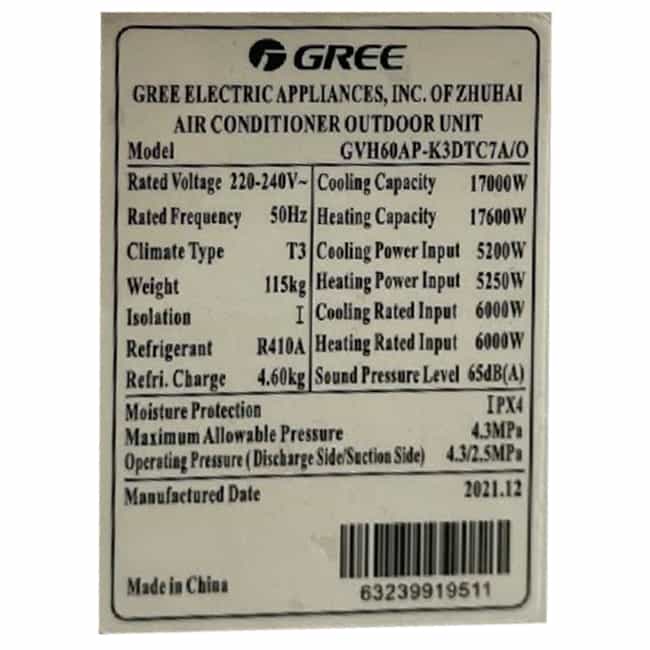 GREE
GREE ELECTRIC APPLIANCES, INC. OF ZHUHAI
AIR CONDITIONER OUTDOOR UNIT
Model GVH60AP-K3DTC7A/O
Rated Voltage 220-240V~ Cooling Capacity 17000W
Rated Frequency 50Hz Heating Capacity 17600W
Climate Type T3 Cooling Power Input 5200W
Weight 115kg Heating Power Input 5250W
Isolation I Cooling Rated Input 6000W
Refrigerant R410A Heating Rated Input 6000W
Refri. Charge 4.60kg Sound Pressure Level 65dB(A)
Moisture Protection IPX4
Maximum Allowable Pressure 4.3MPa
Operating Pressure ( Discharge Side/Suction Side) 4.3/2.5MPa
Manufactured Date 2021.12
Made in China
63239919511